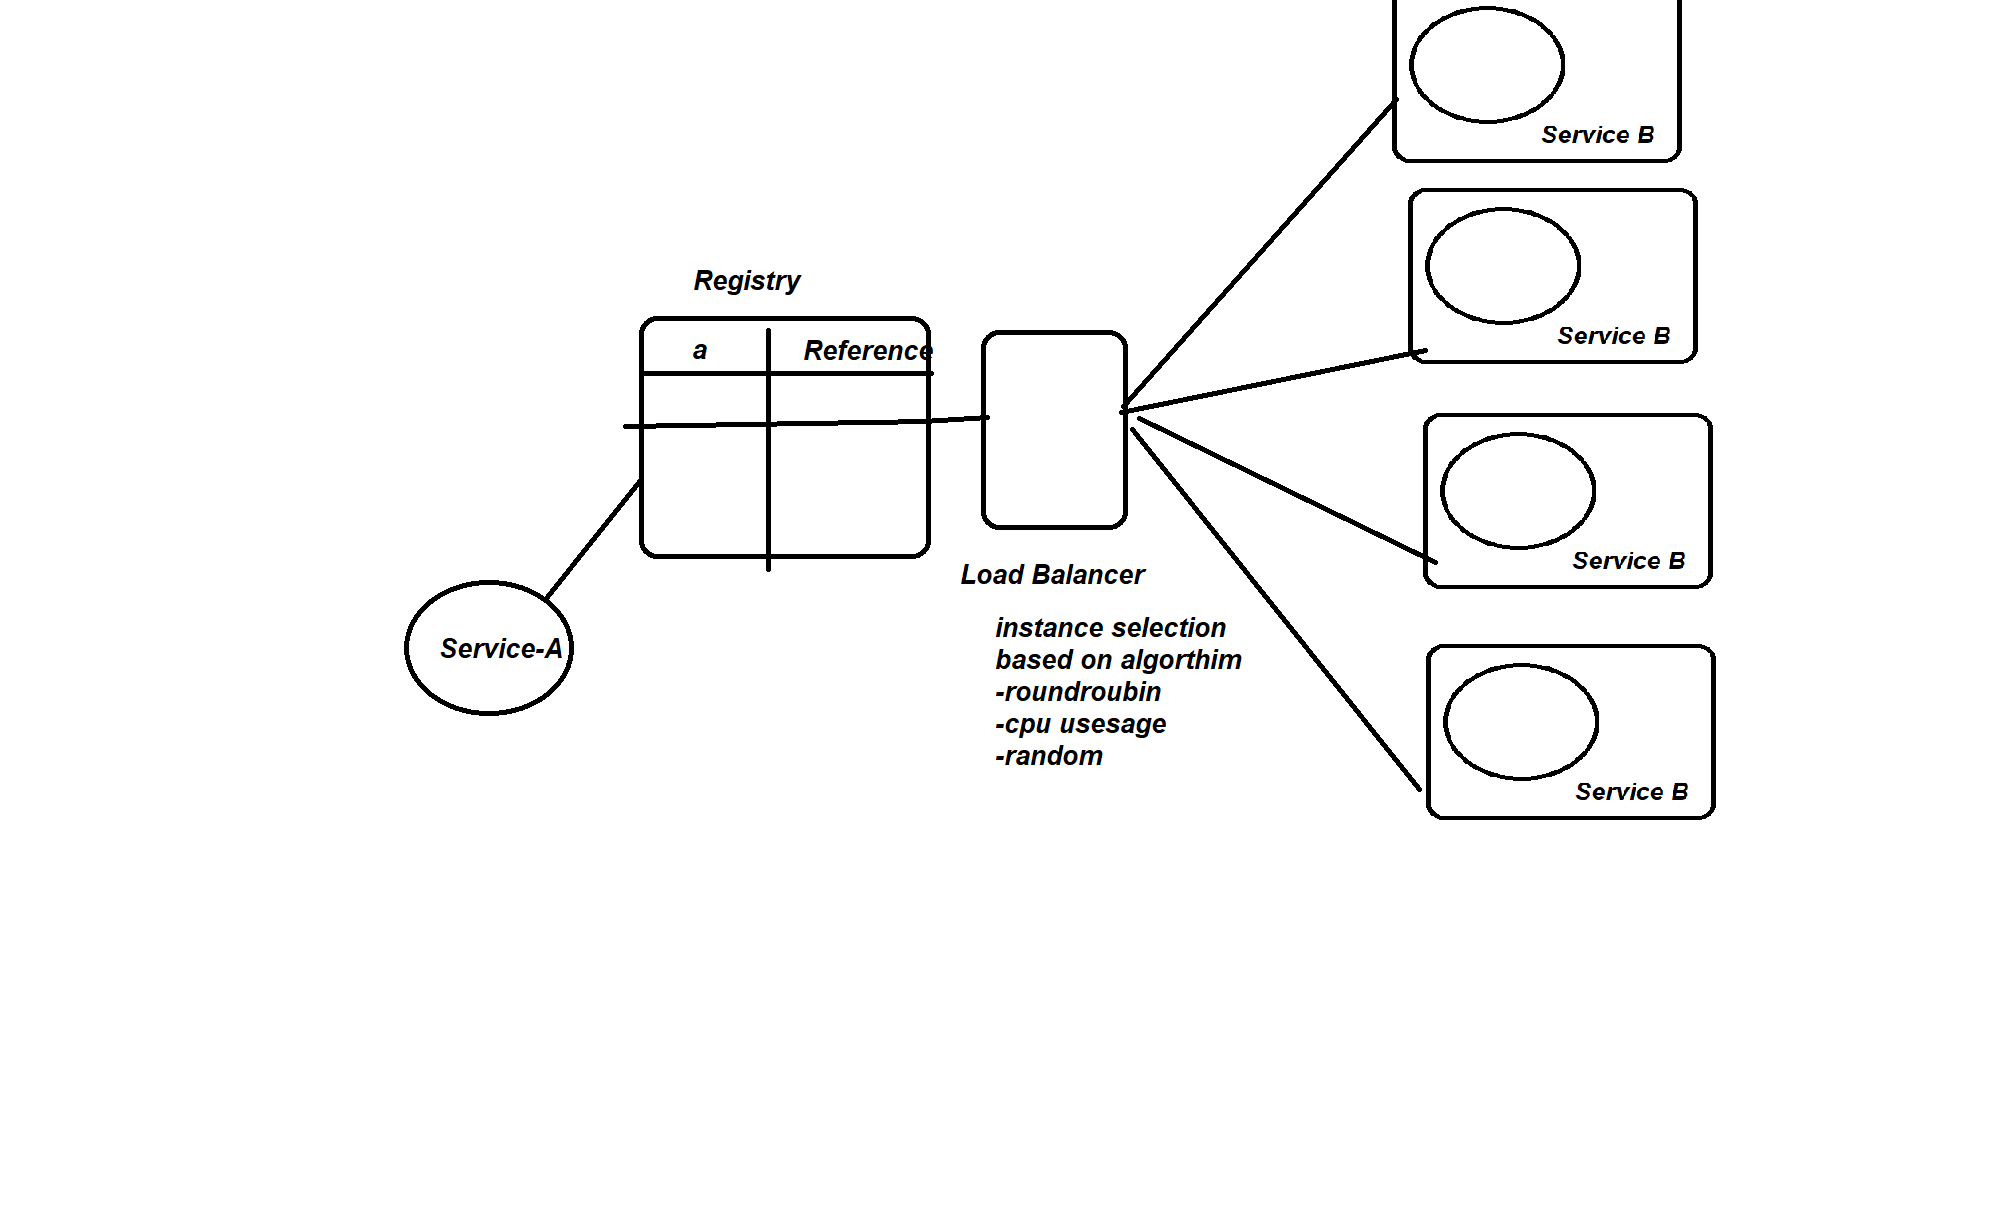 Service B
Service B
Registry
a Reference
Service B
Load Balancer
instance selection
based on algorthim
-roundroubin
-cpu usesage
-random
Service-A
Service B